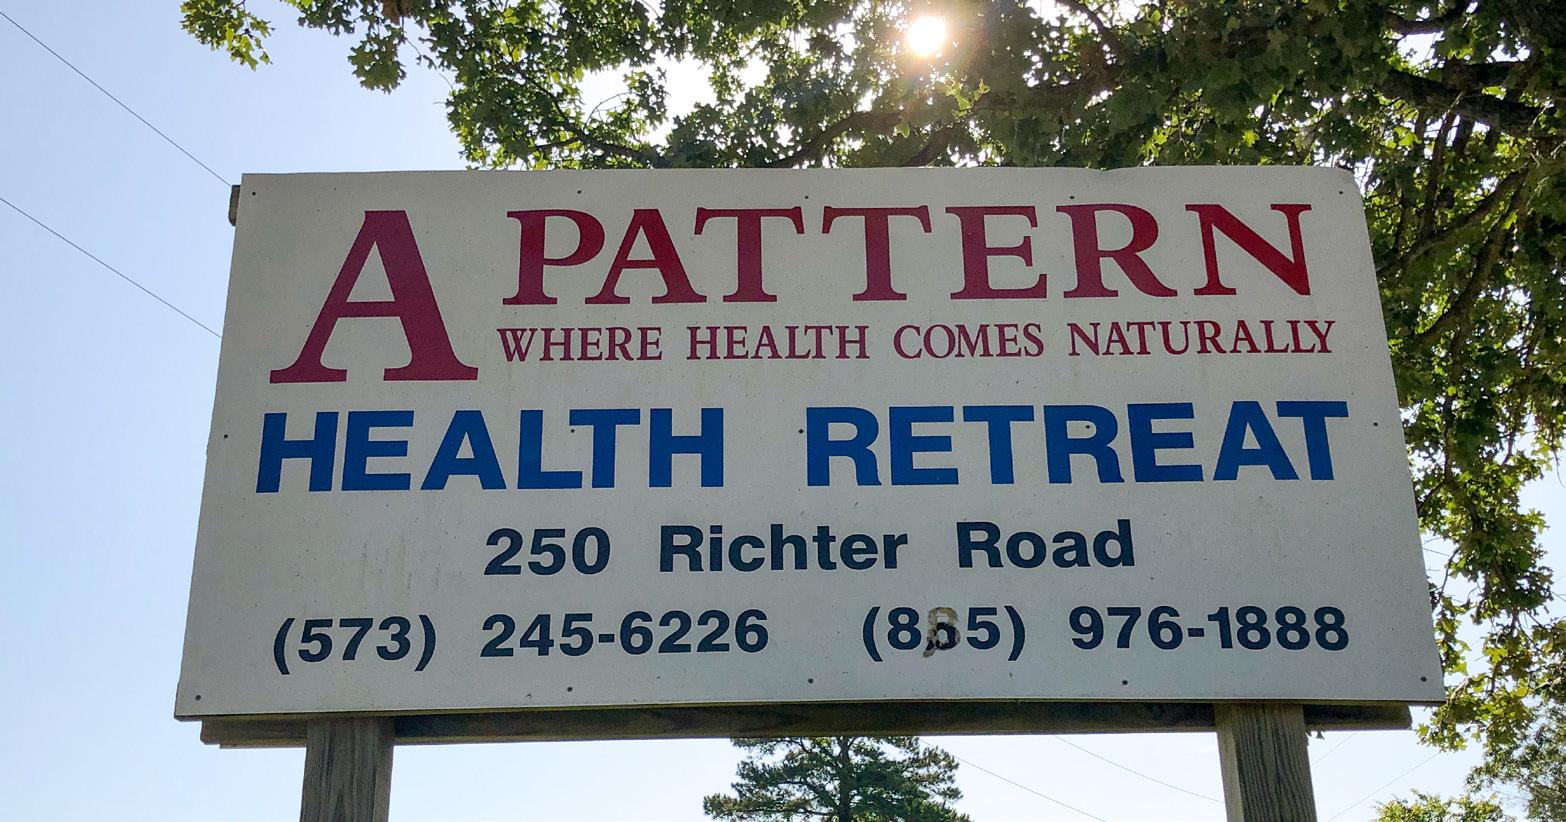 A PATTERN
WHERE HEALTH COMES NATURALLY
HEALTH RETREAT
250 Richter Road
(573) 245-6226 976-1888